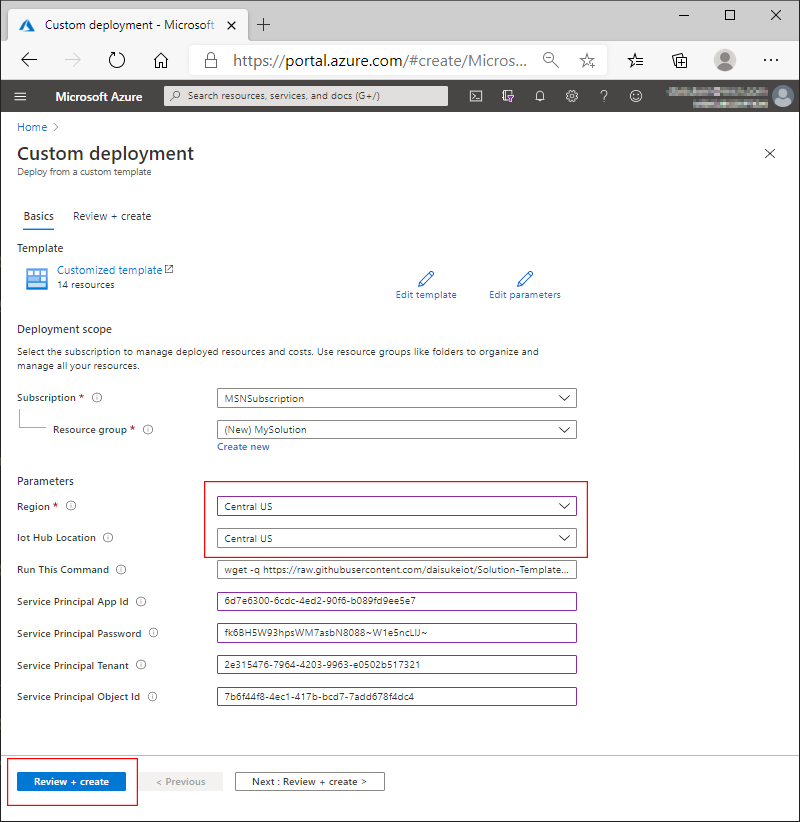 Custom deployment - Microsoft
https://portal.azure.com/#create/Micros...
Microsoft Azure
Search resources, services, and docs (G+/)
Home >
Custom deployment
Deploy from a custom template
Basics
Review + create
Template
Customized template
14 resources
Edit template
Edit parameters
Deployment scope
Select the subscription to manage deployed resources and costs. Use resource groups like folders to organize and
manage all your resources.
Subscription *
MSNSubscription
Resource group *
(New) MySolution
Create new
Parameters
Region *
Central US
Iot Hub Location
Central US
Run This Command
wget -q https://raw.githubusercontent.com/daisukeiot/Solution-Template...
Service Principal App Id
6d7e6300-6cdc-4ed2-90f6-b089fd9ee5e7
Service Principal Password
fk6BH5W93hpsWM7asbN8088~W1e5ncLIJ~
Service Principal Tenant
2e315476-7964-4203-9963-e0502b517321
Service Principal Object Id
7b6f44f8-4ec1-417b-bcd7-7add678f4dc4
Review + create
< Previous
Next : Review + create >